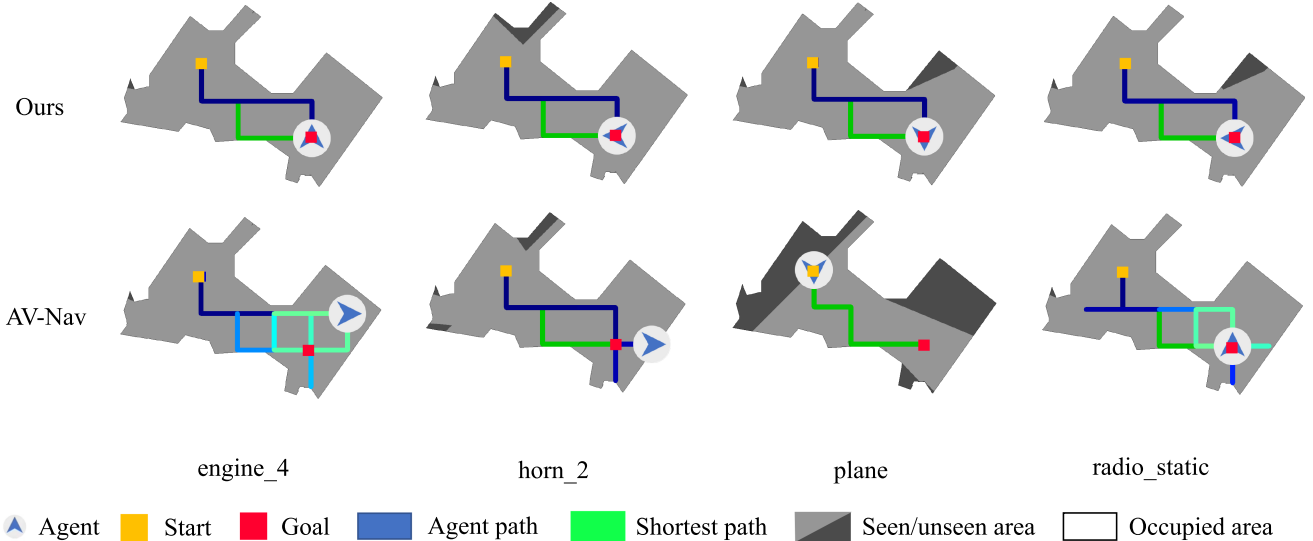 Ours
AV-Nav
engine_4 horn_2 plane radio_static
Agent Start Goal Agent path Shortest path Seen/unseen area Occupied area